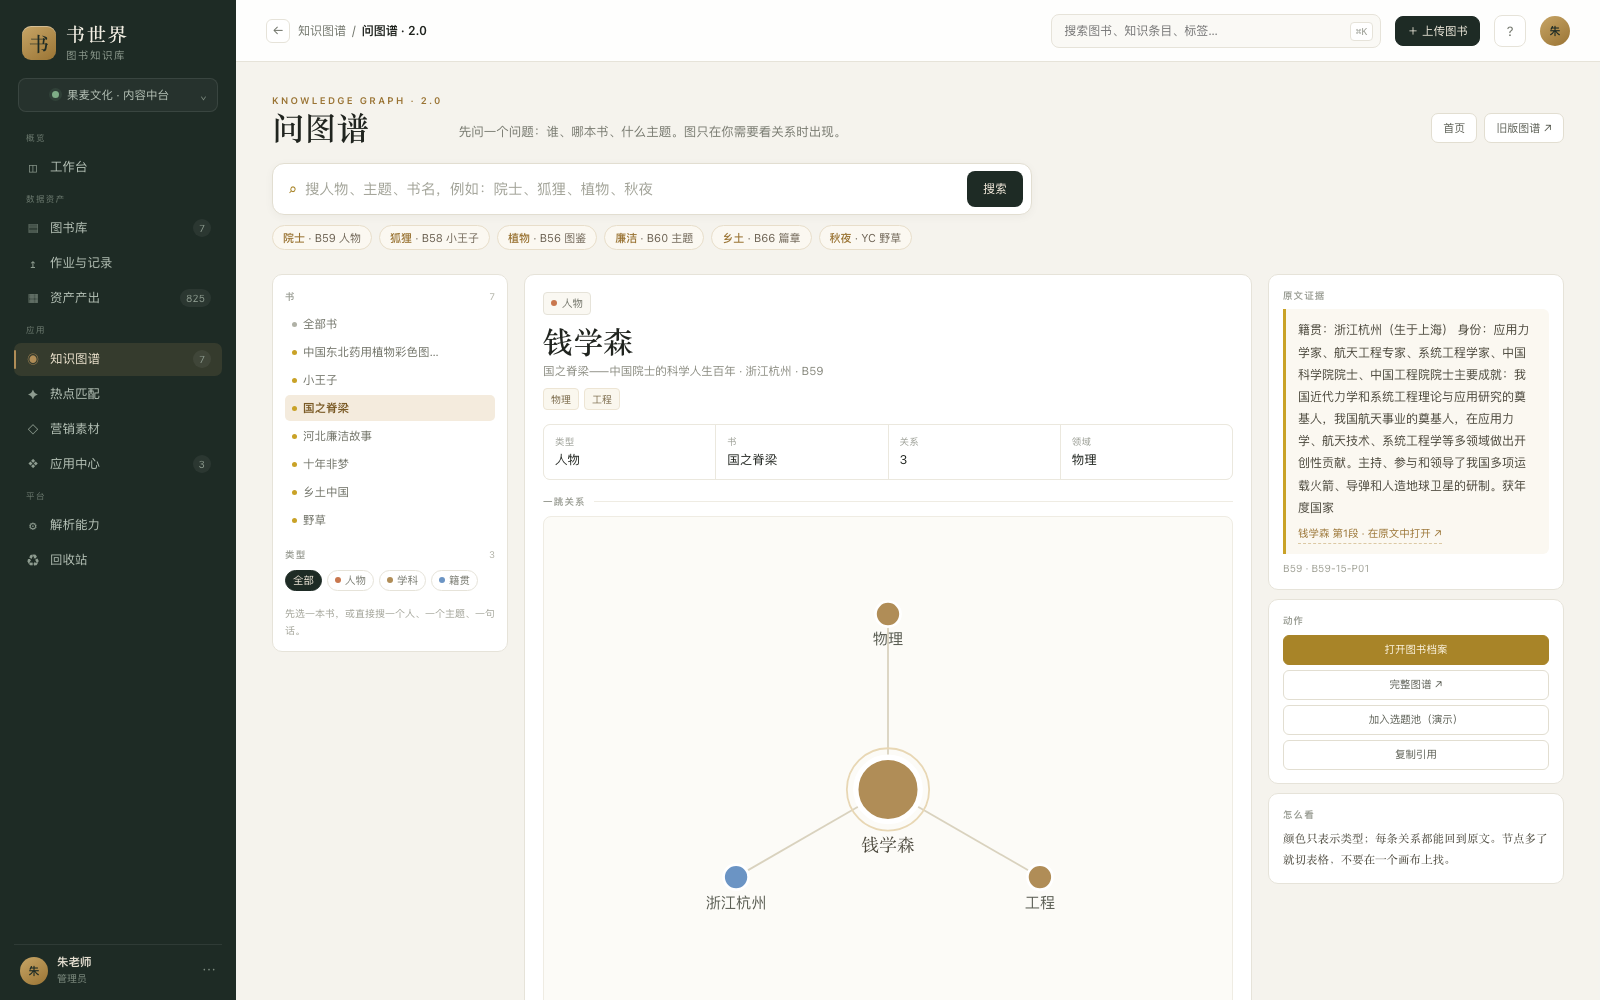 书
书世界
图书知识库
果麦文化 · 内容中台
概览
工作台
数据资产
图书库
7
作业与记录
资产产出
825
应用
知识图谱
7
热点匹配
营销素材
应用中心
3
平台
解析能力
回收站
朱
朱老师
管理员
← 知识图谱 / 问图谱 · 2.0
搜索图书、知识条目、标签...
⌘K
+ 上传图书
?
朱
KNOWLEDGE GRAPH · 2.0
问图谱
先问一个问题：谁、哪本书、什么主题。图只在你需要看关系时出现。
首页
旧版图谱 ↗
搜人物、主题、书名，例如：院士、狐狸、植物、秋夜
搜索
院士 · B59 人物
狐狸 · B58 小王子
植物 · B56 图鉴
廉洁 · B60 主题
乡土 · B66 篇章
秋夜 · YC 野草
书
7
全部书
中国东北药用植物彩色图...
小王子
国之脊梁
河北廉洁故事
十年非梦
乡土中国
野草
类型
3
全部
人物
学科
籍贯
先选一本书，或直接搜一个人、一个主题、一句
话。
人物
钱学森
国之脊梁——中国院士的科学人生百年 · 浙江杭州 · B59
物理
工程
类型
人物
书
国之脊梁
关系
3
领域
物理
一跳关系
物理
钱学森
浙江杭州
工程
原文证据
籍贯：浙江杭州（生于上海） 身份：应用力
学家、航天工程专家、系统工程学家、中国
科学院院士、中国工程院院士主要成就：我
国近代力学和系统工程理论与应用研究的奠
基人，我国航天事业的奠基人，在应用力
学、航天技术、系统工程学等多领域做出开
创性贡献。主持、参与和领导了我国多项运
载火箭、导弹和人造地球卫星的研制。获年
度国家
钱学森 第1段 · 在原文中打开 ↗
B59 · B59-15-P01
动作
打开图书档案
完整图谱 ↗
加入选题池（演示）
复制引用
怎么看
颜色只表示类型；每条关系都能回到原文。节点多了
就切表格，不要在一个画布上找。